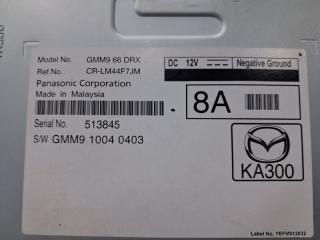 Model No. GMM9 66 DRX
Ref.No. CR-LM44F7JM
Panasonic Corporation
Made in Malaysia
DC 12V Negative Ground
- 8A
Serial No. 513845
S/W GMM9 1004 0403
KA300
Label No. YEFM512032